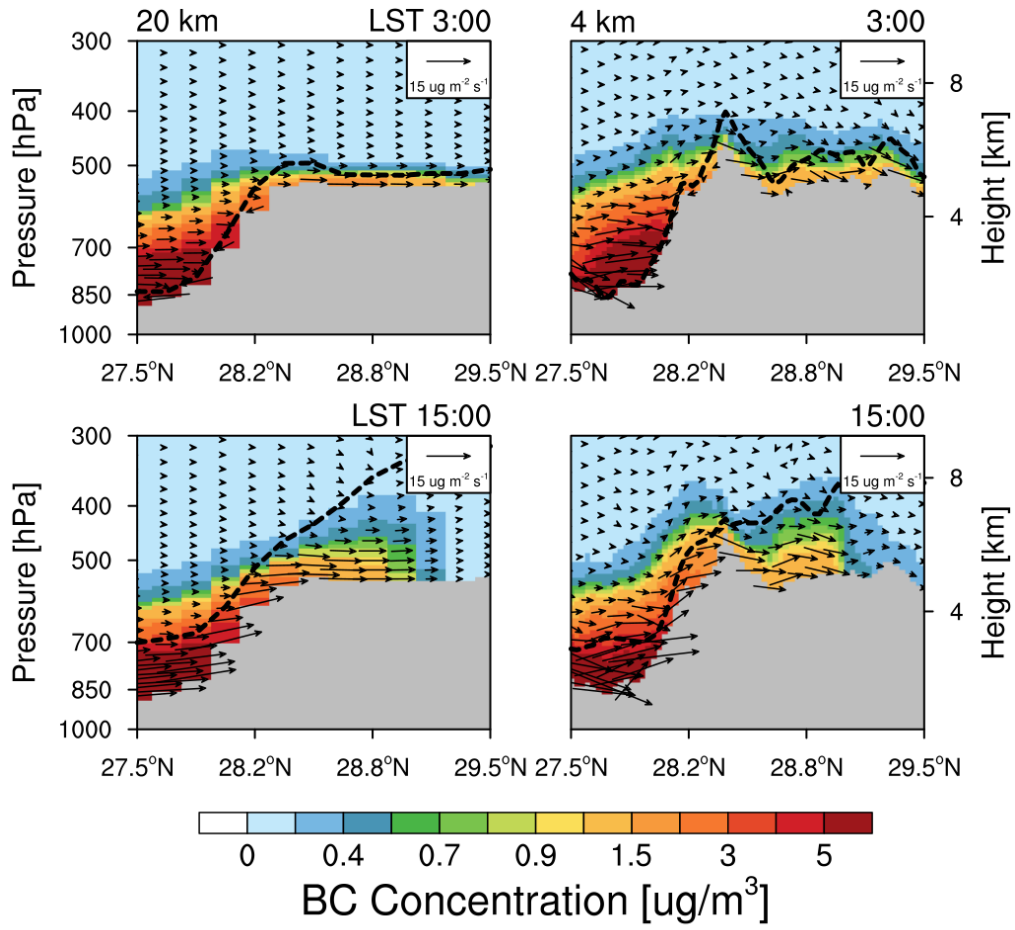 20 km LST 3:00
4 km 3:00
300
400
500
700
850
1000
Pressure [hPa]
15 ug m⁻² s⁻¹
15 ug m⁻² s⁻¹
8
4
Height [km]
27.5°N 28.2°N 28.8°N 29.5°N
27.5°N 28.2°N 28.8°N 29.5°N
LST 15:00
15:00
300
400
500
700
850
1000
Pressure [hPa]
15 ug m⁻² s⁻¹
15 ug m⁻² s⁻¹
8
4
Height [km]
27.5°N 28.2°N 28.8°N 29.5°N
27.5°N 28.2°N 28.8°N 29.5°N
0 0.4 0.7 0.9 1.5 3 5
BC Concentration [ug/m³]